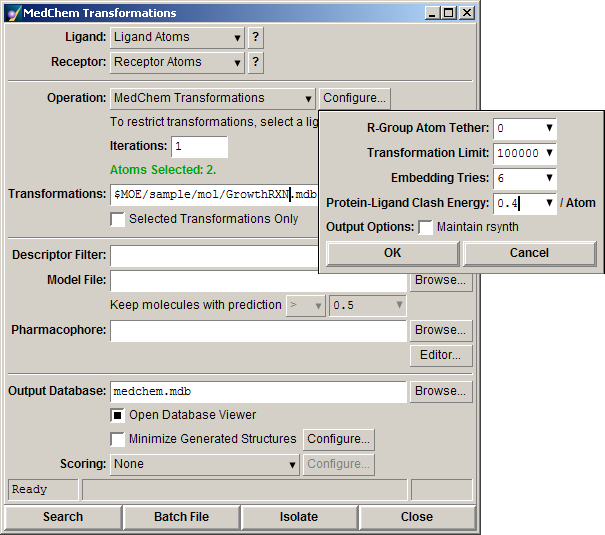 MedChem Transformations
Ligand: Ligand Atoms ?
Receptor: Receptor Atoms ?
Operation: MedChem Transformations Configure...
To restrict transformations, select a lig
Iterations: 1
Atoms Selected: 2.
Transformations: $MOE/sample/mol/GrowthRXN.mdb
Selected Transformations Only
R-Group Atom Tether: 0
Transformation Limit: 100000
Embedding Tries: 6
Protein-Ligand Clash Energy: 0.4 / Atom
Output Options: Maintain rsynth
OK Cancel
Descriptor Filter:
Model File: Browse...
Keep molecules with prediction > 0.5
Pharmacophore: Browse...
Editor...
Output Database: medchem.mdb Browse...
Open Database Viewer
Minimize Generated Structures Configure...
Scoring: None Configure...
Ready
Search Batch File Isolate Close